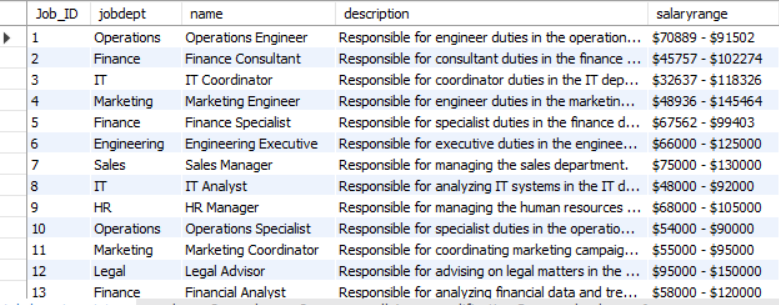 Job_ID jobdept name description salaryrange
1 Operations Operations Engineer Responsible for engineer duties in the operation... $70889 - $91502
2 Finance Finance Consultant Responsible for consultant duties in the finance ... $45757 - $102274
3 IT IT Coordinator Responsible for coordinator duties in the IT dep... $32637 - $118326
4 Marketing Marketing Engineer Responsible for engineer duties in the marketin... $48936 - $145464
5 Finance Finance Specialist Responsible for specialist duties in the finance d... $67562 - $99403
6 Engineering Engineering Executive Responsible for executive duties in the enginee... $66000 - $125000
7 Sales Sales Manager Responsible for managing the sales department. $75000 - $130000
8 IT IT Analyst Responsible for analyzing IT systems in the IT d... $48000 - $92000
9 HR HR Manager Responsible for managing the human resources ... $68000 - $105000
10 Operations Operations Specialist Responsible for specialist duties in the operatio... $54000 - $90000
11 Marketing Marketing Coordinator Responsible for coordinating marketing campaig... $55000 - $95000
12 Legal Legal Advisor Responsible for advising on legal matters in the ... $95000 - $150000
13 Finance Financial Analyst Responsible for analyzing financial data and tre... $58000 - $120000